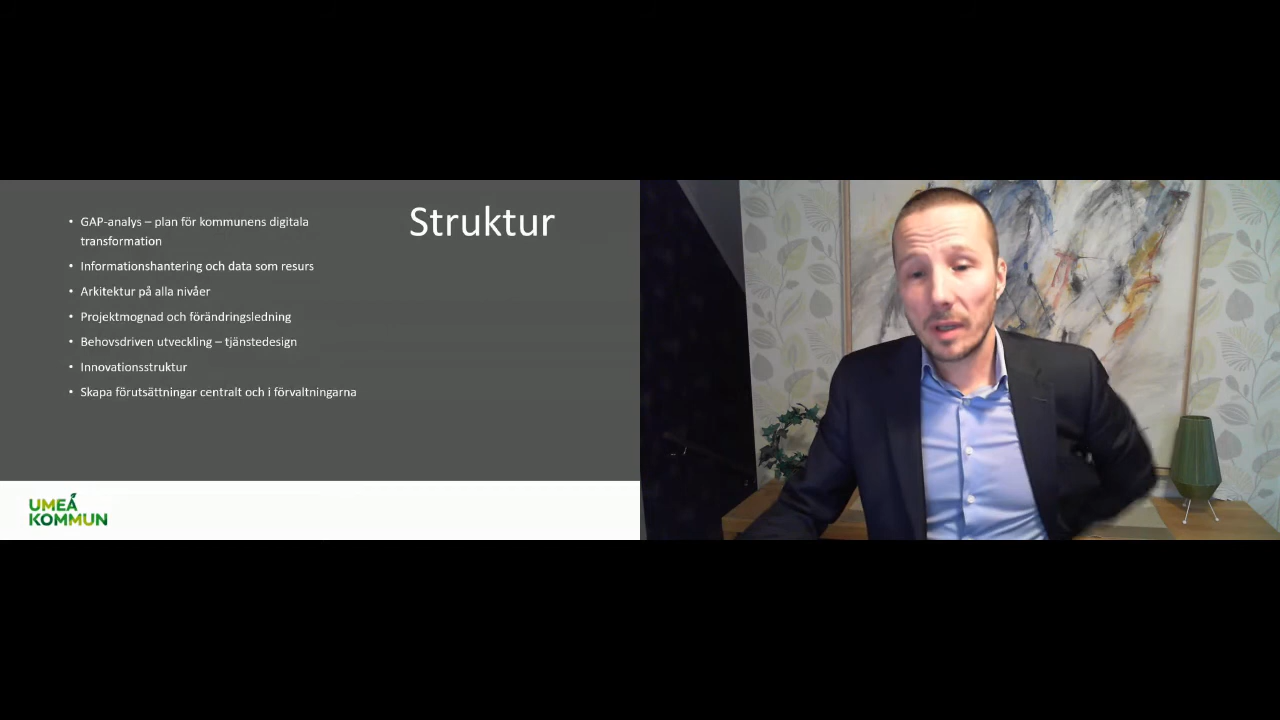 Struktur
• GAP-analys – plan för kommunens digitala
transformation
• Informationshantering och data som resurs
• Arkitektur på alla nivåer
• Projektmognad och förändringsledning
• Behovsdriven utveckling – tjänstedesign
• Innovationsstruktur
• Skapa förutsättningar centralt och i förvaltningarna
UMEÅ
KOMMUN